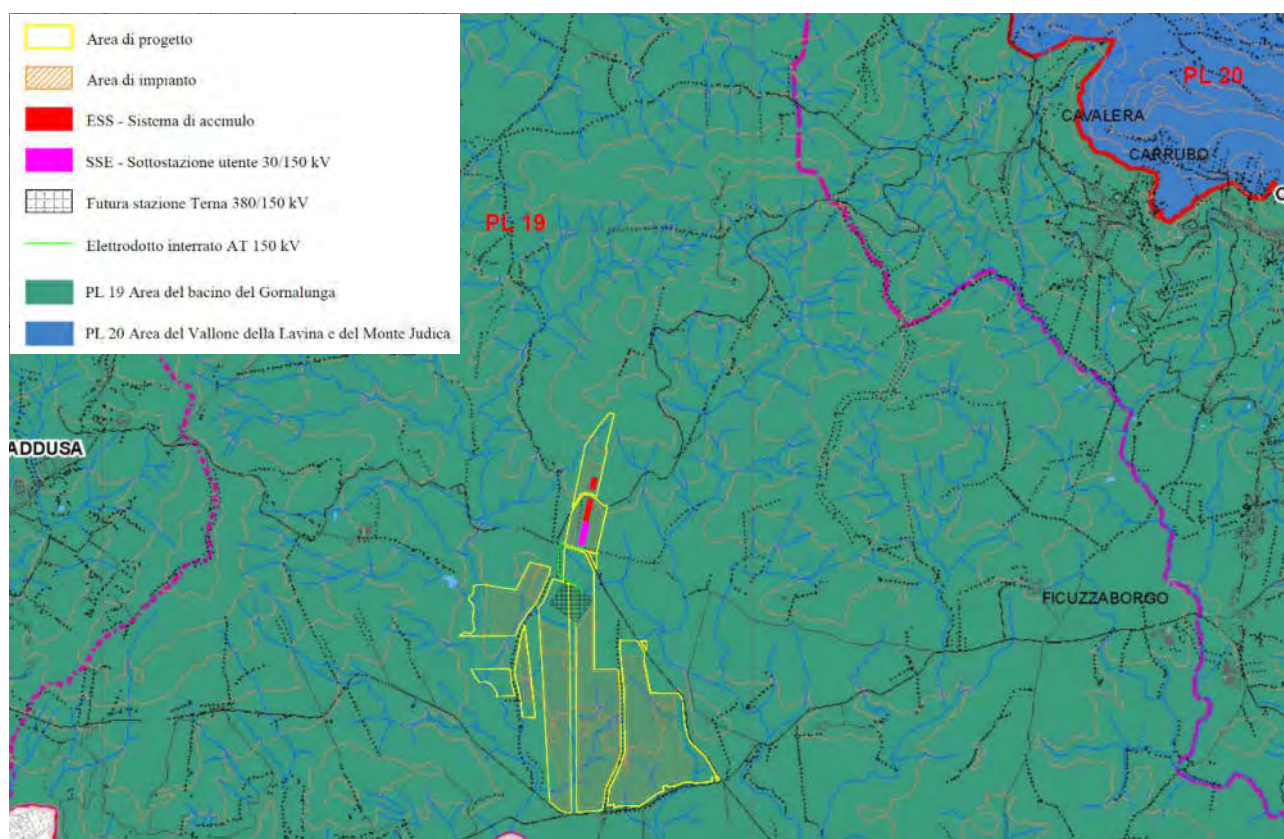 Area di progetto
Area di impianto
ESS - Sistema di accmulo
SSE - Sottostazione utente 30/150 kV
Futura stazione Terna 380/150 kV
Elettrodotto interrato AT 150 kV
PL 19 Area del bacino del Gornalunga
PL 20 Area del Vallone della Lavina e del Monte Judica
PL 20
CAVALERA
CARRUBO
C
PL 19
ADDUSA
FICUZZABORGO